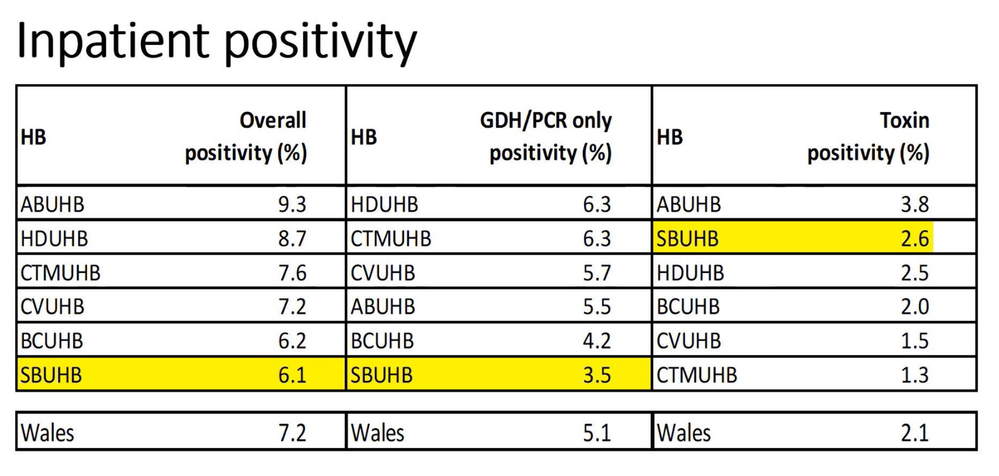 Inpatient positivity
HB Overall positivity (%) HB GDH/PCR only positivity (%) HB Toxin positivity (%)
ABUHB 9.3 HDUHB 6.3 ABUHB 3.8
HDUHB 8.7 CTMUHB 6.3 SBUHB 2.6
CTMUHB 7.6 CVUHB 5.7 HDUHB 2.5
CVUHB 7.2 ABUHB 5.5 BCUHB 2.0
BCUHB 6.2 BCUHB 4.2 CVUHB 1.5
SBUHB 6.1 SBUHB 3.5 CTMUHB 1.3
Wales 7.2 Wales 5.1 Wales 2.1